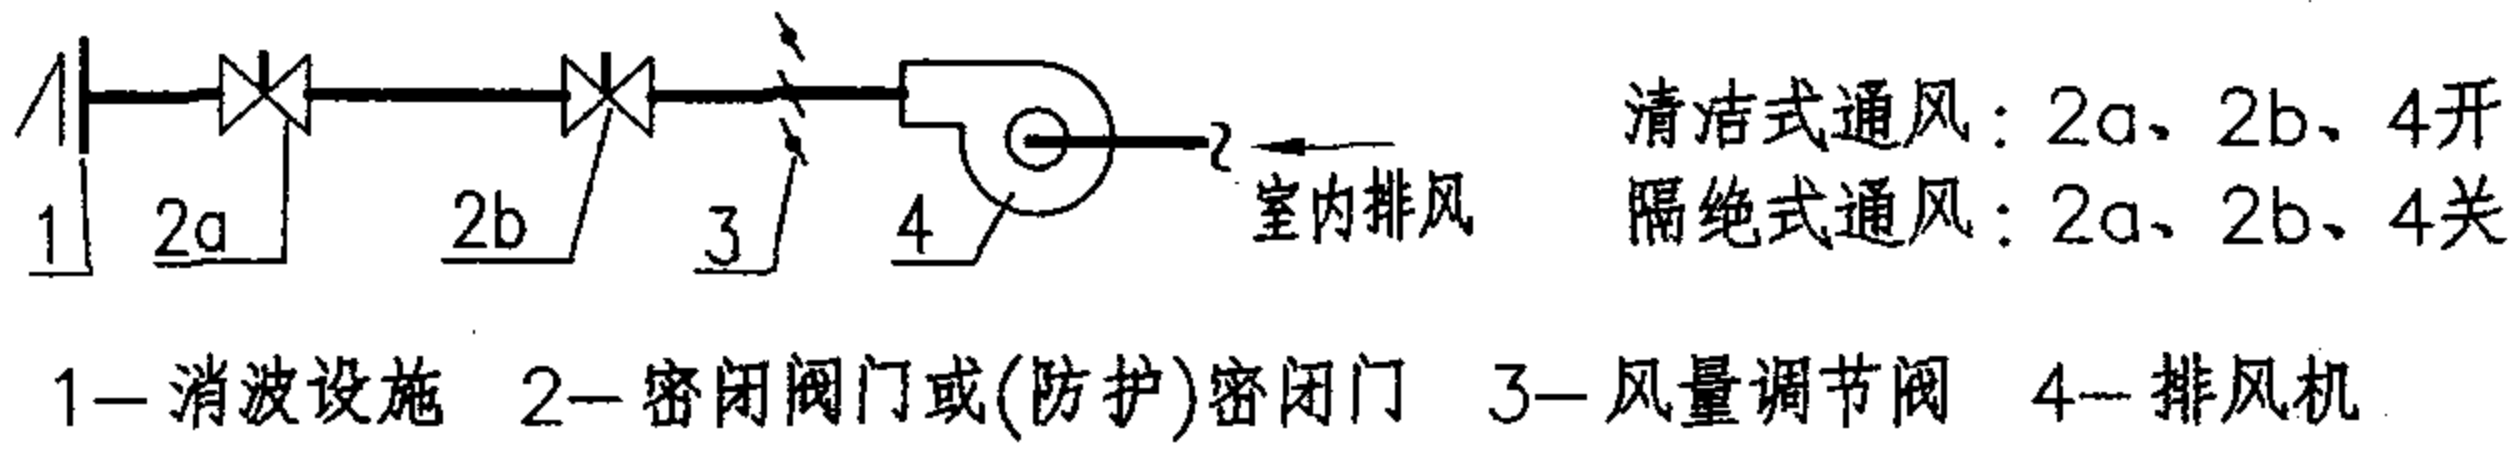 清洁式通风：2a、2b、4开
隔绝式通风：2a、2b、4关
室内排风
1 2a 2b 3 4
1—消波设施 2—密闭阀门或(防护)密闭门 3—风量调节阀 4—排风机